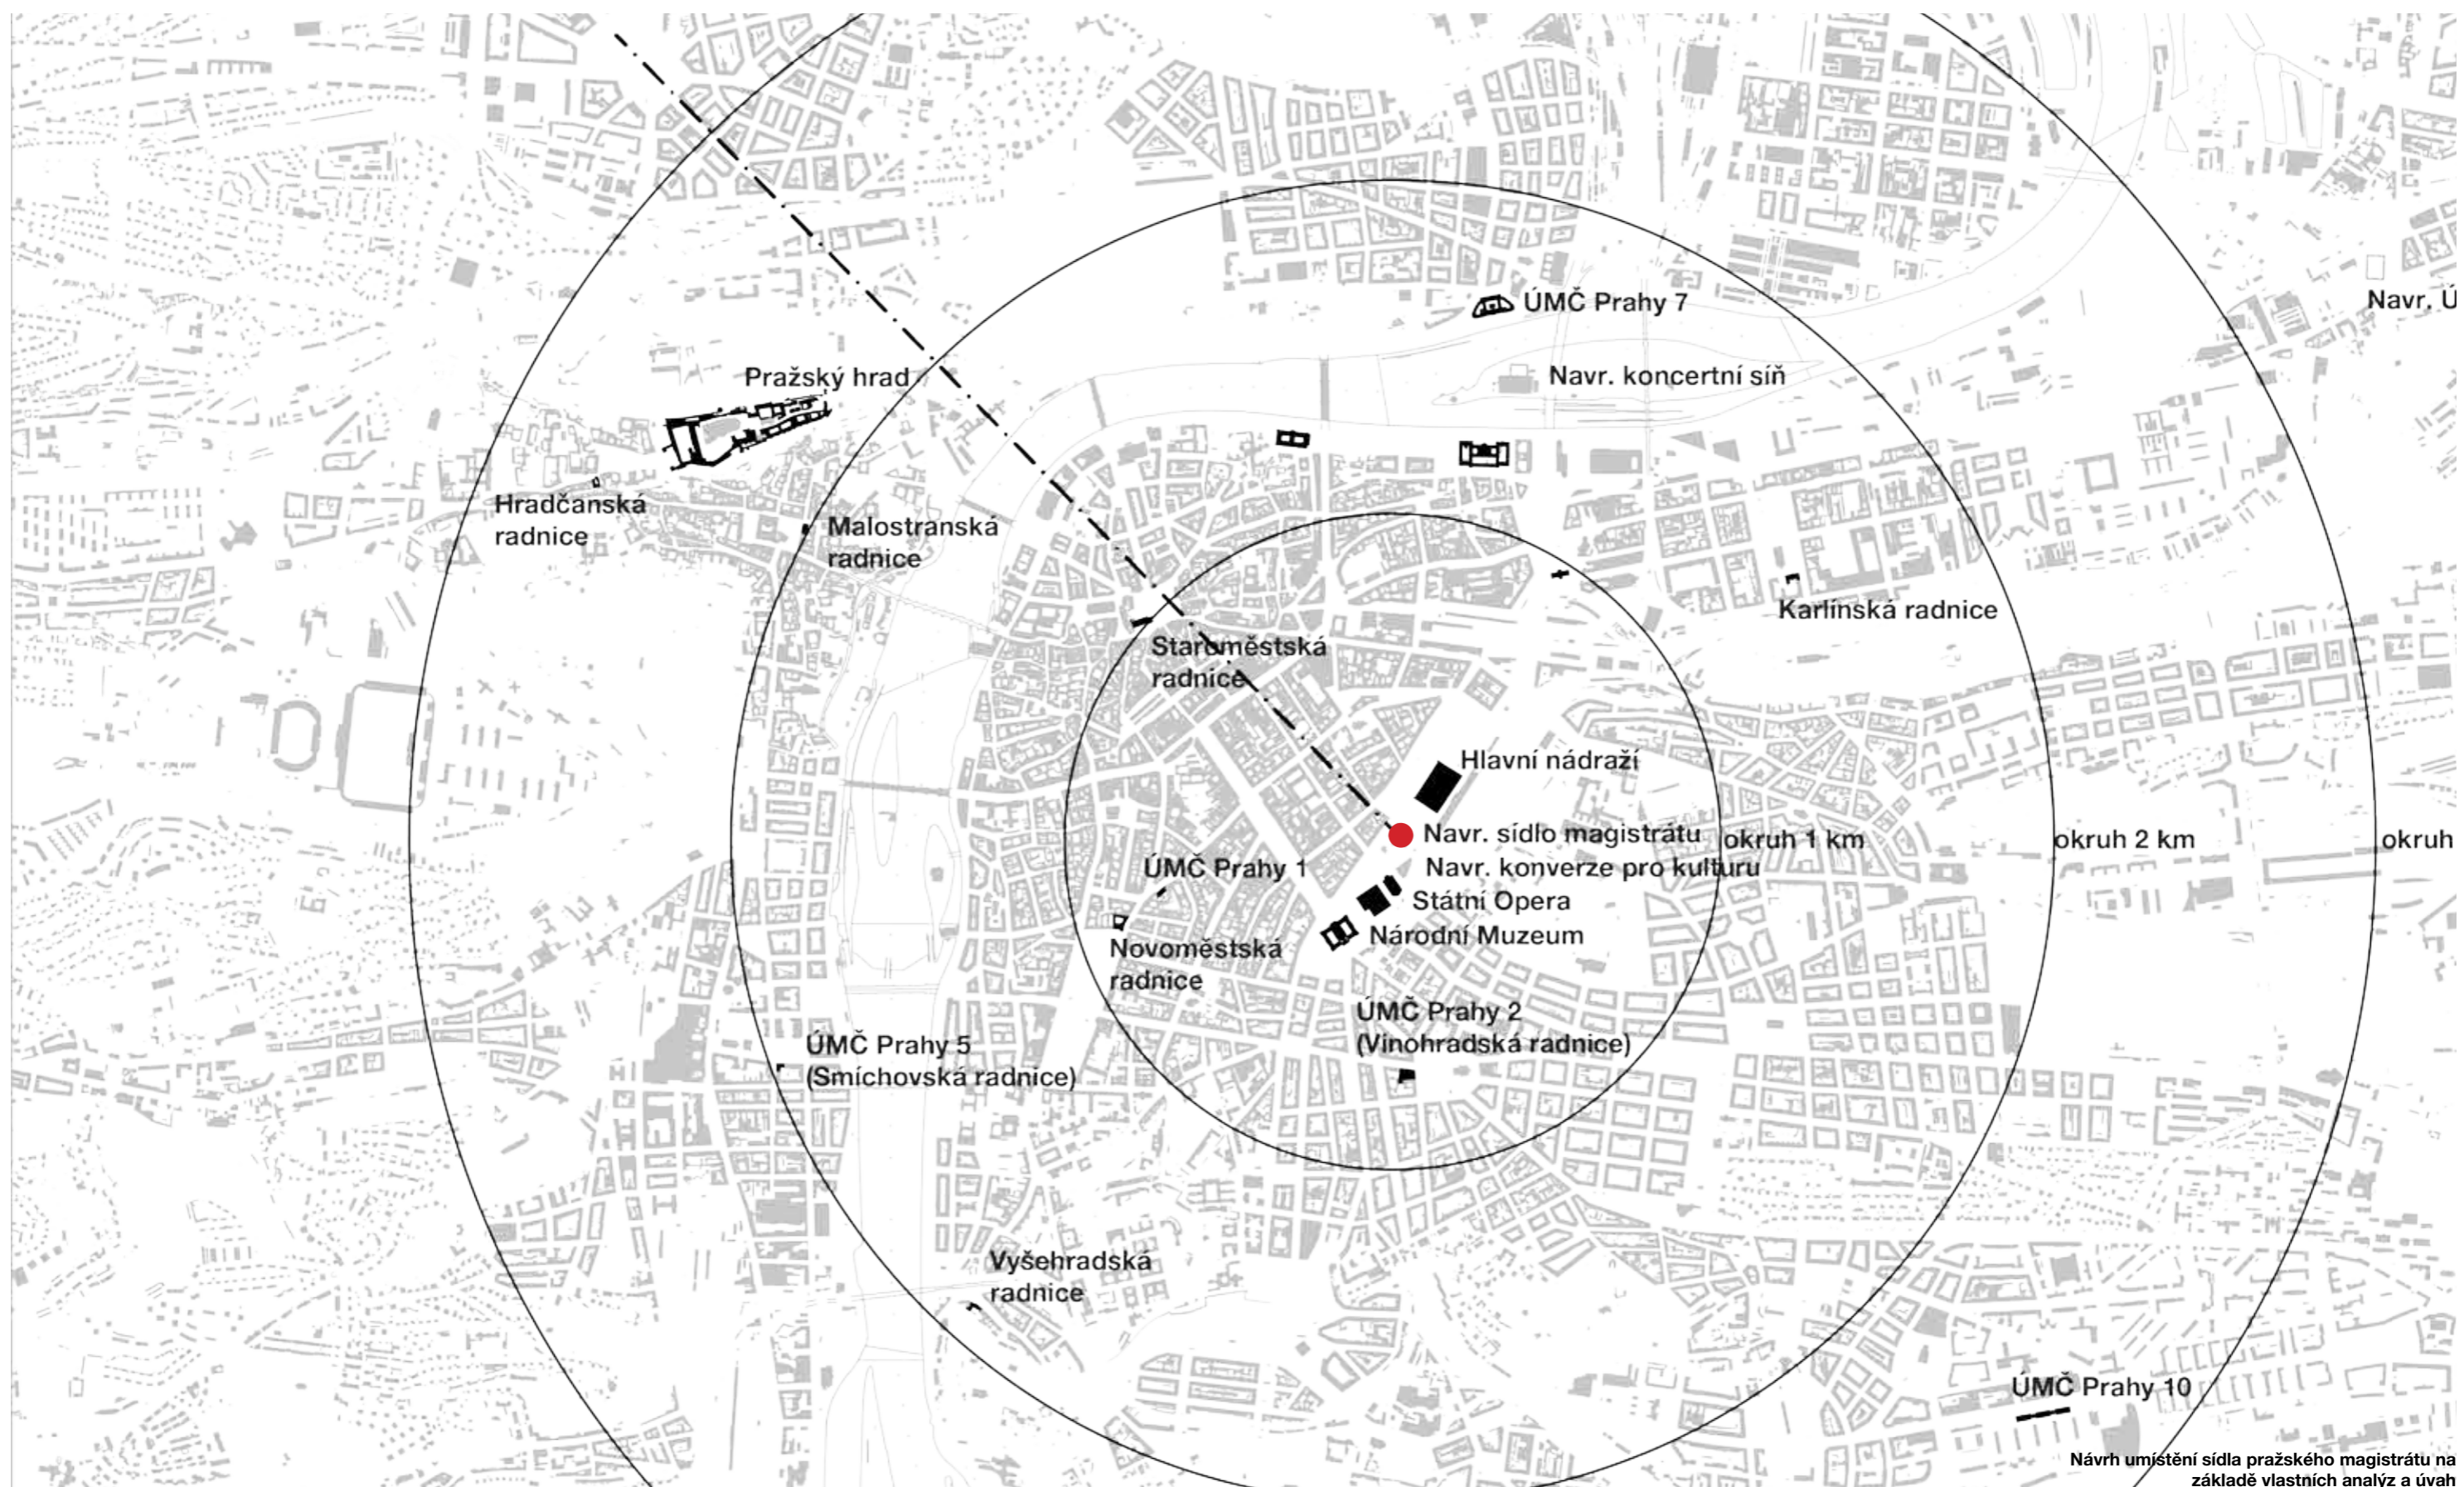 ÚMČ Prahy 7
Navr. Ú
Pražský hrad
Navr. koncertní síň
Hradčanská
radnice
Malostranská
radnice
Karlínská radnice
Staroměstská
radnice
Hlavní nádraží
Navr. sídlo magistrátu
okruh 1 km
okruh 2 km
okruh
Navr. konverze pro kulturu
ÚMČ Prahy 1
Státní Opera
Národní Muzeum
Novoměstská
radnice
ÚMČ Prahy 2
(Vinohradská radnice)
ÚMČ Prahy 5
(Smíchovská radnice)
Vyšehradská
radnice
ÚMČ Prahy 10
Návrh umístění sídla pražského magistrátu na
základě vlastních analýz a úvah